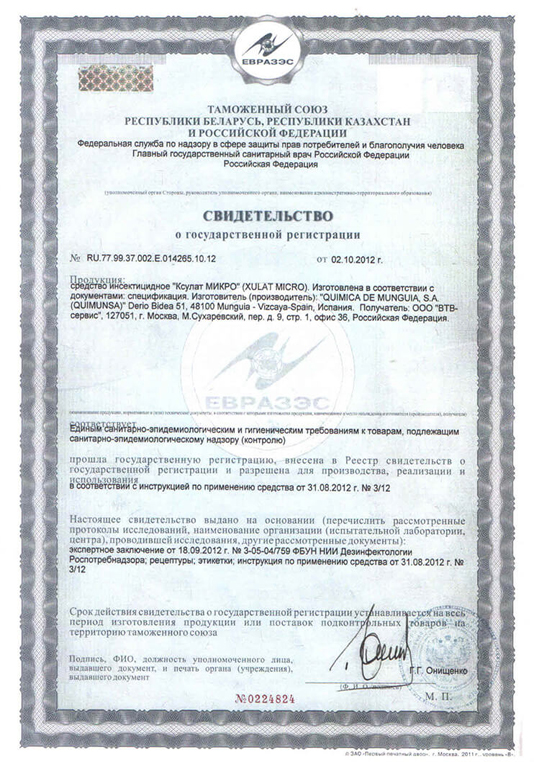 ЕВРАЗЭС
ТАМОЖЕННЫЙ СОЮЗ
РЕСПУБЛИКИ БЕЛАРУСЬ, РЕСПУБЛИКИ КАЗАХСТАН
И РОССИЙСКОЙ ФЕДЕРАЦИИ
Федеральная служба по надзору в сфере защиты прав потребителей и благополучия человека
Главный государственный санитарный врач Российской Федерации
Российская Федерация
(уполномоченный орган Стороны, руководитель уполномоченного органа, наименование административно-территориального образования)
СВИДЕТЕЛЬСТВО
о государственной регистрации
№ RU.77.99.37.002.E.014265.10.12 от 02.10.2012 г.
Продукция:
средство инсектицидное "Ксулат МИКРО" (XULAT MICRO). Изготовлена в соответствии с
документами: спецификация. Изготовитель (производитель): "QUIMICA DE MUNGUIA, S.A.
(QUIMUNSA)" Derio Bidea 51, 48100 Munguia - Vizcaya-Spain, Испания. Получатель: ООО "ВТВ-
сервис", 127051, г. Москва, М.Сухаревский, пер. д. 9, стр. 1, офис 36, Российская Федерация.
ЕВРАЗЭС
соответствует
Единым санитарно-эпидемиологическим и гигиеническим требованиям к товарам, подлежащим
санитарно-эпидемиологическому надзору (контролю)
прошла государственную регистрацию, внесена в Реестр свидетельств о
государственной регистрации и разрешена для производства, реализации и
использования
в соответствии с инструкцией по применению средства от 31.08.2012 г. № 3/12
Настоящее свидетельство выдано на основании (перечислить рассмотренные
протоколы исследований, наименование организации (испытательной лаборатории,
центра), проводившей исследования, другие рассмотренные документы):
экспертное заключение от 18.09.2012 г. № 3-05-04/759 ФБУН НИИ Дезинфектологии
Роспотребнадзора; рецептуры; этикетки; инструкция по применению средства от 31.08.2012 г. №
3/12
Срок действия свидетельства о государственной регистрации устанавливается на весь
период изготовления продукции или поставок подконтрольных товаров на
территорию таможенного союза
Подпись, ФИО, должность уполномоченного лица,
выдавшего документ, и печать органа (учреждения),
выдавшего документ
Г.Г. Онищенко
(Ф. И. О.)
М. П.
№0224824
© ЗАО «Первый печатный двор», г. Москва, 2011 г., уровень «В».